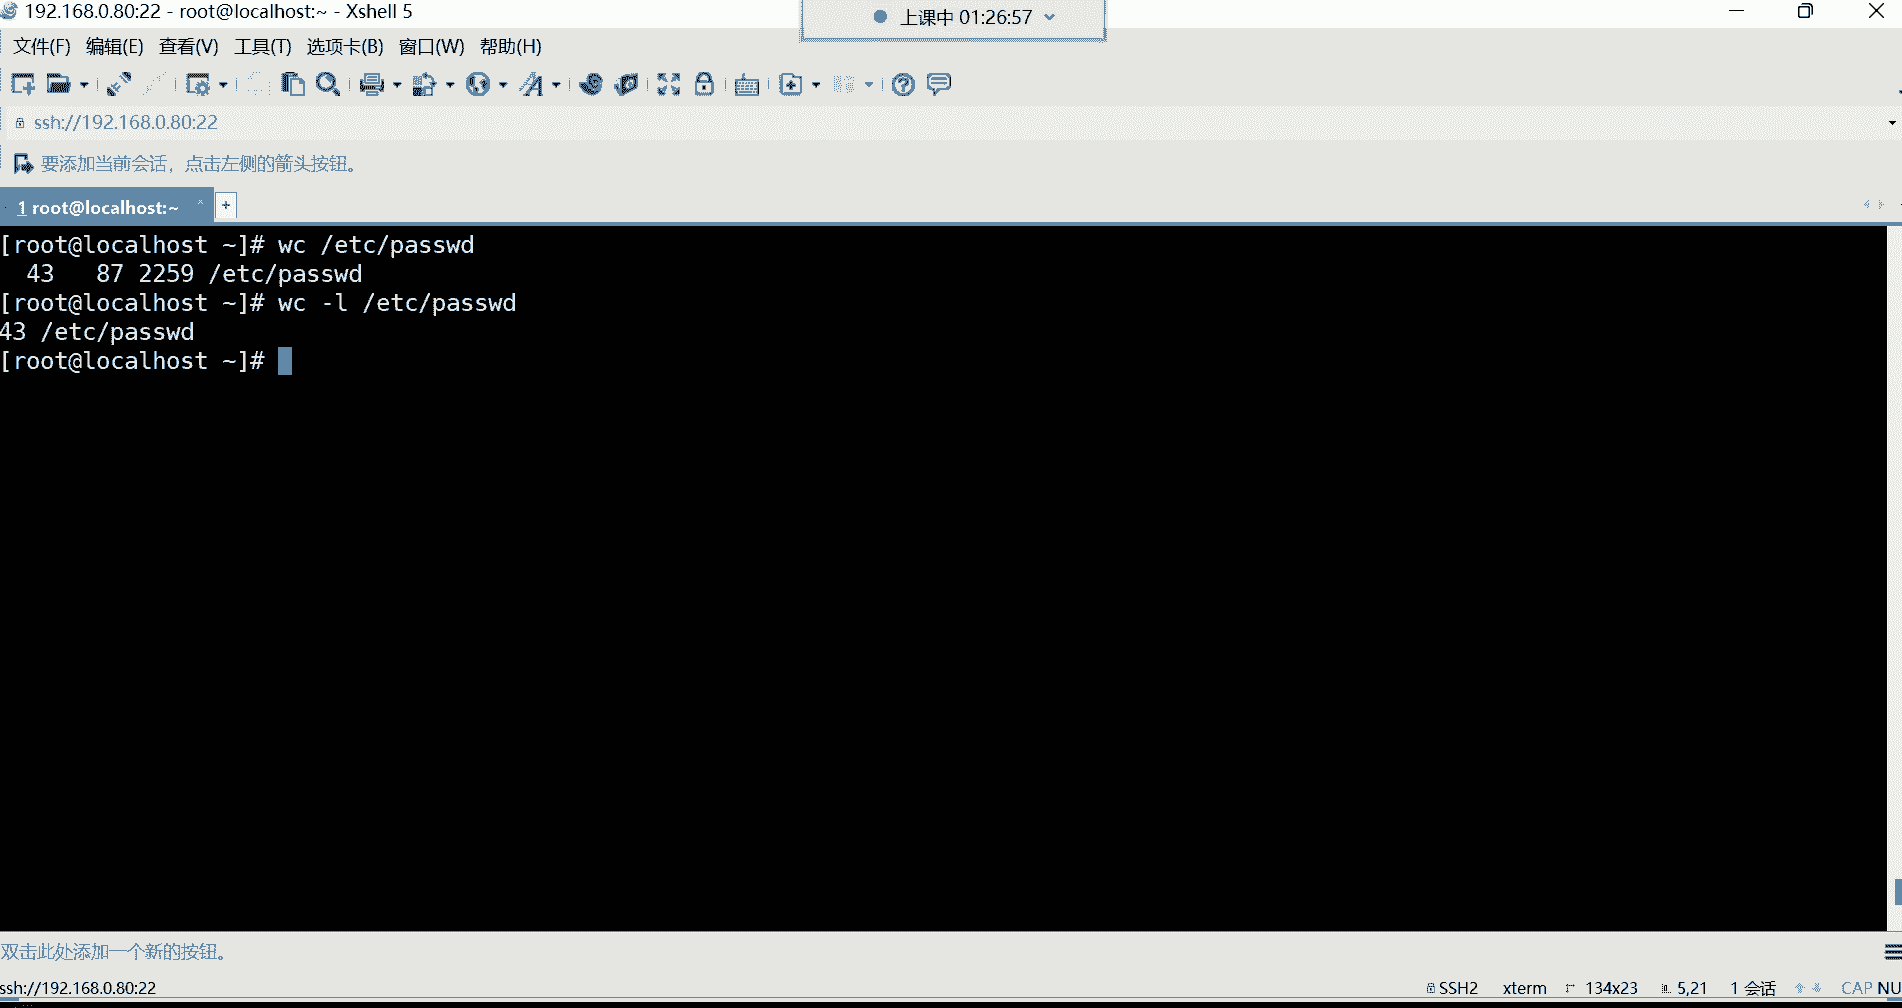 192.168.0.80:22 - root@localhost:~ - Xshell 5
上课中 01:26:57
文件(F) 编辑(E) 查看(V) 工具(T) 选项卡(B) 窗口(W) 帮助(H)
ssh://192.168.0.80:22
要添加当前会话，点击左侧的箭头按钮。
1 root@localhost:~
[root@localhost ~]# wc /etc/passwd
  43   87 2259 /etc/passwd
[root@localhost ~]# wc -l /etc/passwd
43 /etc/passwd
[root@localhost ~]#
双击此处添加一个新的按钮。
ssh://192.168.0.80:22 SSH2 xterm 134x23 5,21 1 会话 CAP NU